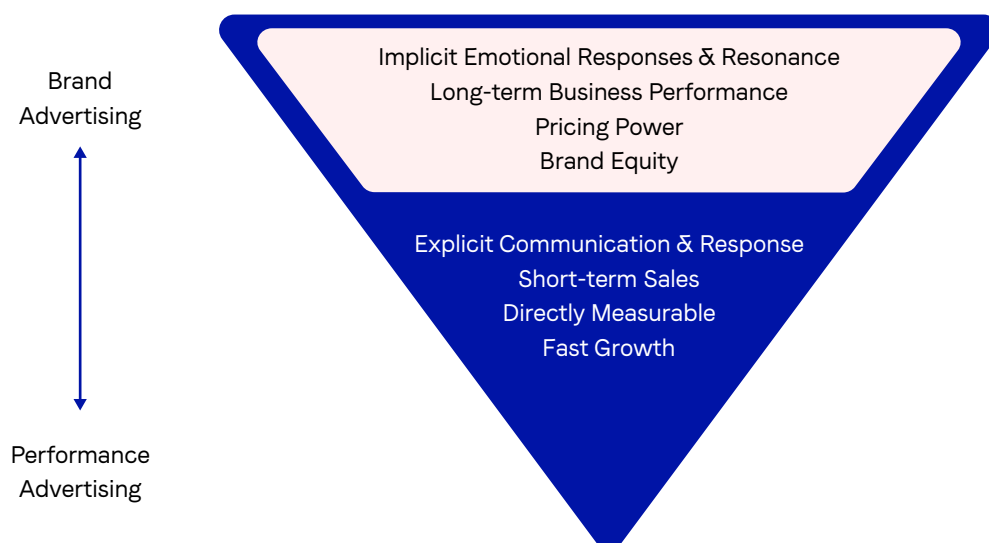 Brand
Advertising
Implicit Emotional Responses & Resonance
Long-term Business Performance
Pricing Power
Brand Equity
Explicit Communication & Response
Short-term Sales
Directly Measurable
Fast Growth
Performance
Advertising